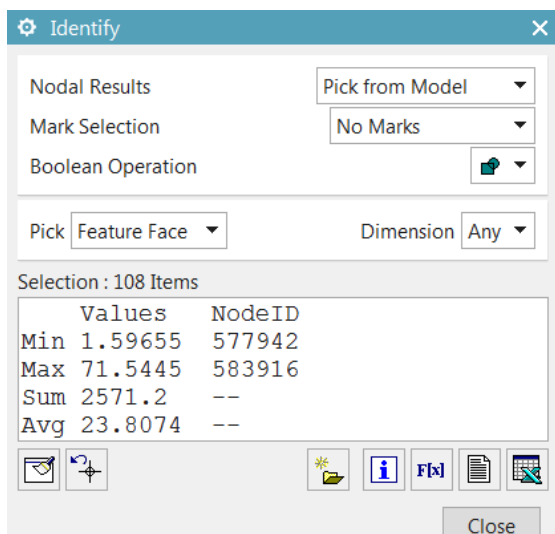 Identify
Nodal Results Pick from Model
Mark Selection No Marks
Boolean Operation
Pick Feature Face Dimension Any
Selection : 108 Items
Values NodeID
Min 1.59655 577942
Max 71.5445 583916
Sum 2571.2 --
Avg 23.8074 --
i F[x]
Close